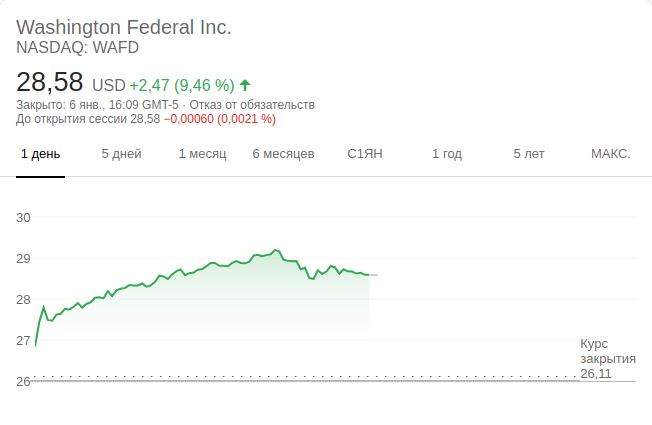 Washington Federal Inc.
NASDAQ: WAFD
28,58 USD +2,47 (9,46 %)
Закрыто: 6 янв., 16:09 GMT-5 · Отказ от обязательств
До открытия сессии 28,58 −0,00060 (0,0021 %)
1 день 5 дней 1 месяц 6 месяцев С1ЯН 1 год 5 лет МАКС.
30
29
28
27
Курс
закрытия
26,11
26